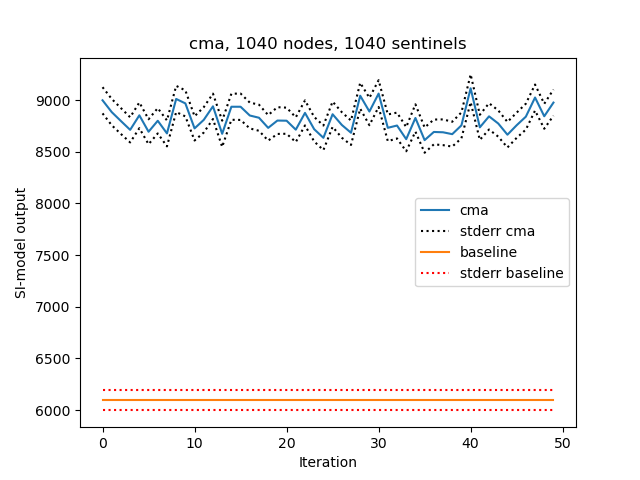 cma, 1040 nodes, 1040 sentinels
SI-model output
9000
8500
8000
7500
7000
6500
6000
cma
stderr cma
baseline
stderr baseline
0 10 20 30 40 50
Iteration